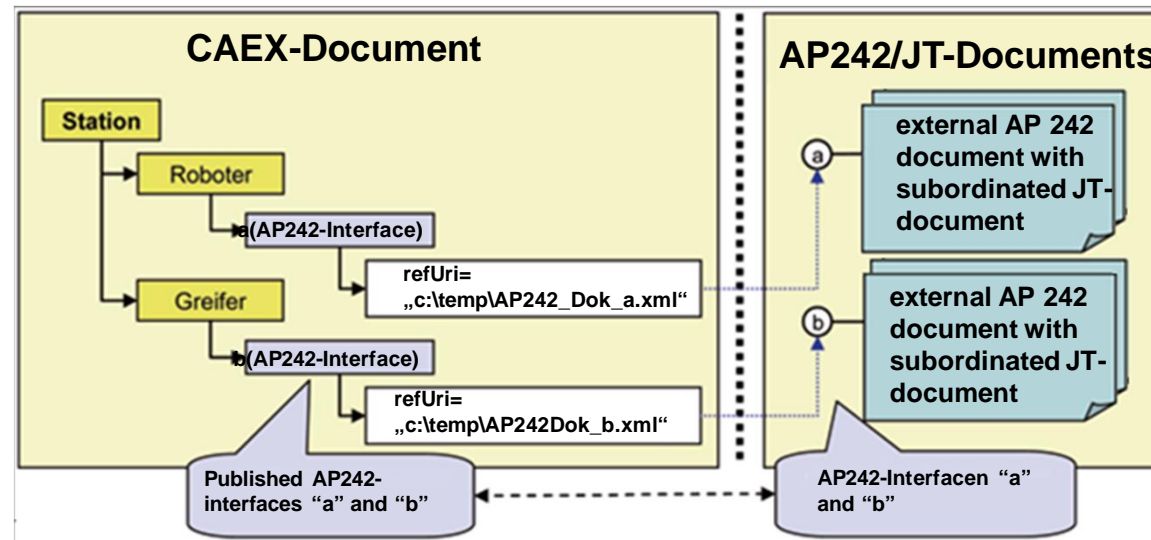 CAEX-Document
Station
Roboter
a(AP242-Interface)
refUri=
„c:\temp\AP242_Dok_a.xml“
Greifer
b(AP242-Interface)
refUri=
„c:\temp\AP242Dok_b.xml“
Published AP242-
interfaces “a” and “b”
AP242/JT-Documents
a
external AP 242
document with
subordinated JT-
document
b
external AP 242
document with
subordinated JT-
document
AP242-Interfacen “a”
and “b”